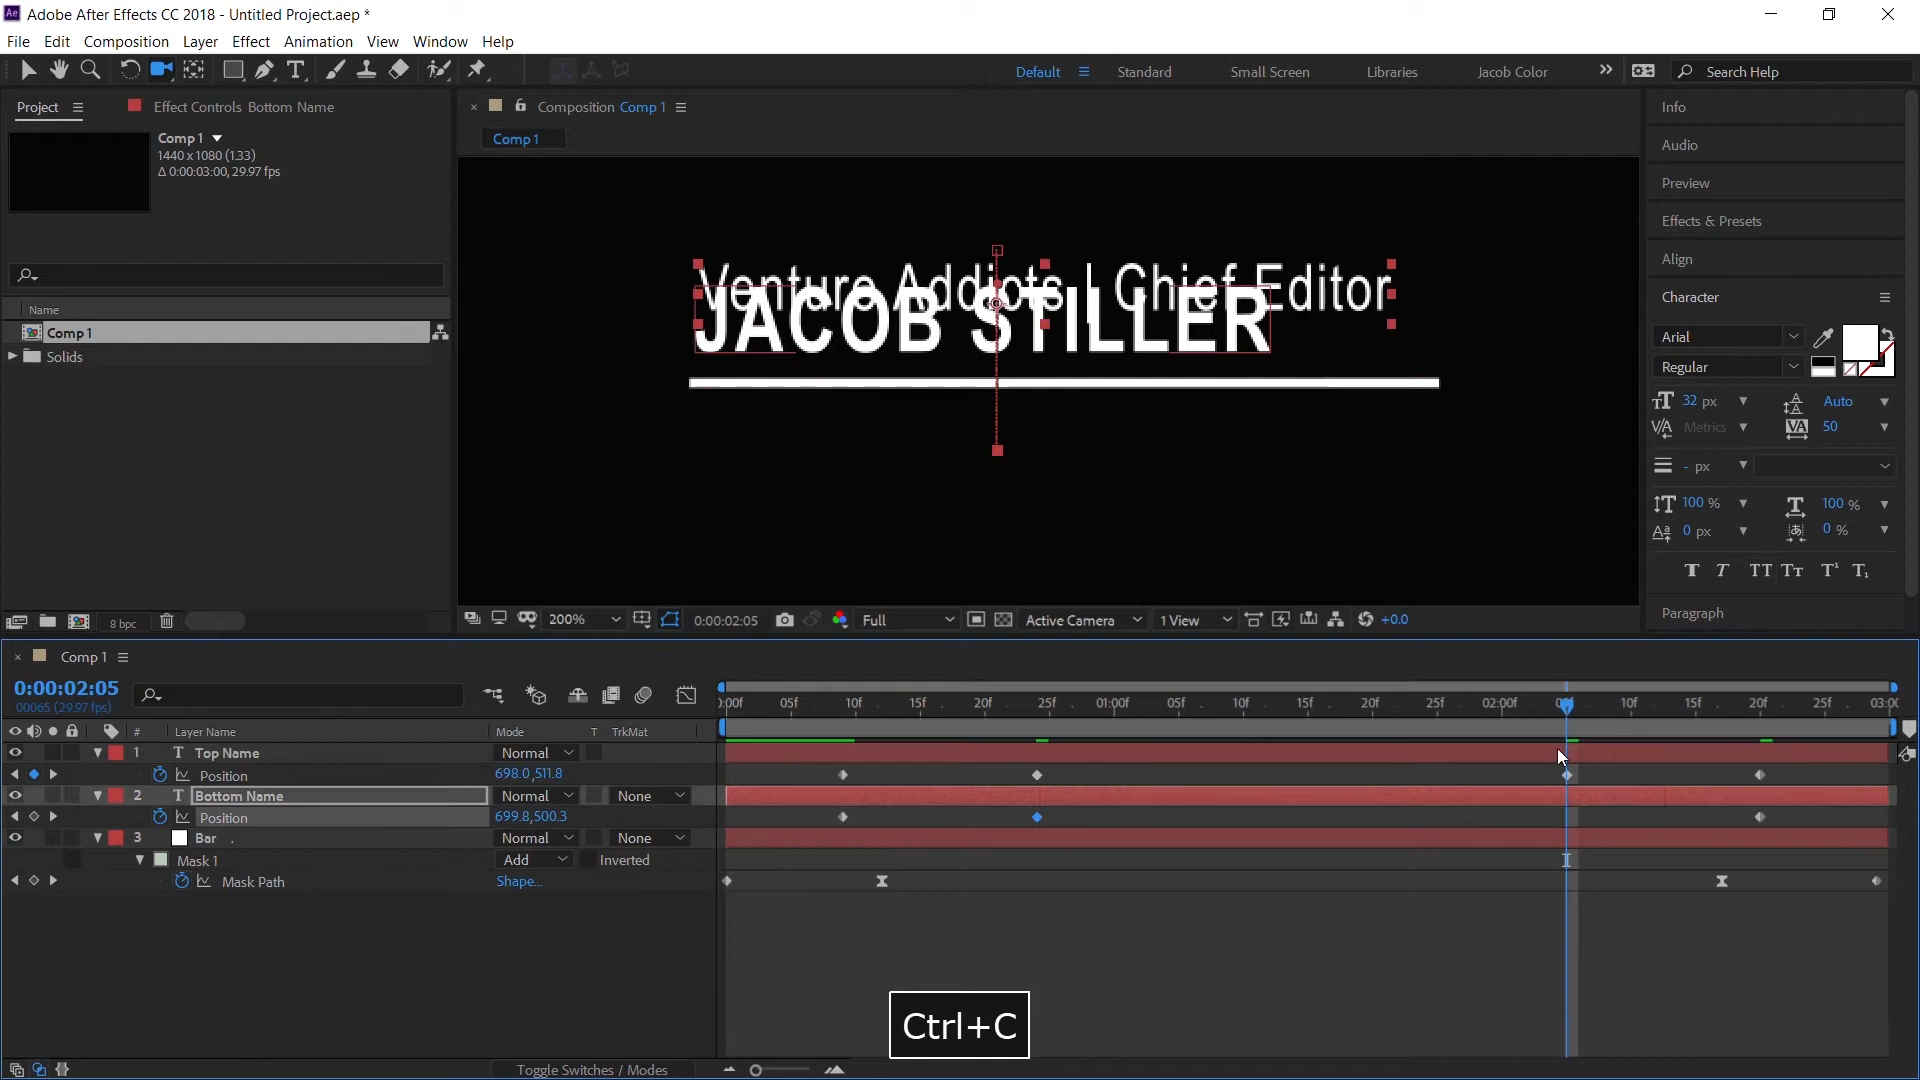 Adobe After Effects CC 2018 - Untitled Project.aep *
File Edit Composition Layer Effect Animation View Window Help
Default Standard Small Screen Libraries Jacob Color Search Help
Project Effect Controls Bottom Name
Composition Comp 1
Info
Comp 1
1440 x 1080 (1.33)
Δ 0:00:03:00, 29.97 fps
Comp 1
Audio
Preview
Effects & Presets
Align
Venture Addicts | Chief Editor
JACOB STILLER
Name
Comp 1
Solids
Character
Arial
Regular
32 px Auto
Metrics 50
- px
100 % 100 %
0 px 0 %
T T TT Tт T¹ T₁
Paragraph
8 bpc
200% 0:00:02:05 Full Active Camera 1 View +0.0
Comp 1
0:00:02:05
00065 (29.97 fps)
0:00f 05f 10f 15f 20f 25f 01:00f 05f 10f 15f 20f 25f 02:00f 10f 15f 20f 25f 03:00
# Layer Name Mode T TrkMat
1 T Top Name Normal
Position 698.0,511.8
2 T Bottom Name Normal None
Position 699.8,500.3
3 Bar . Normal None
Mask 1 Add Inverted
Mask Path Shape...
Ctrl+C
Toggle Switches / Modes